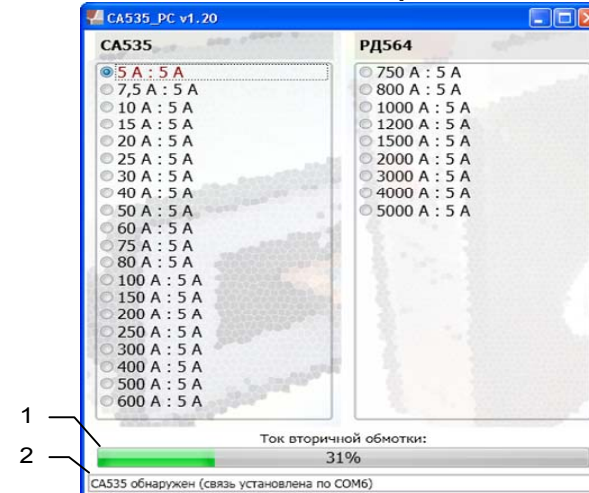 CA535_PC v1.20
СА535
5 А : 5 А
7,5 А : 5 А
10 А : 5 А
15 А : 5 А
20 А : 5 А
25 А : 5 А
30 А : 5 А
40 А : 5 А
50 А : 5 А
60 А : 5 А
75 А : 5 А
80 А : 5 А
100 А : 5 А
150 А : 5 А
200 А : 5 А
250 А : 5 А
300 А : 5 А
400 А : 5 А
500 А : 5 А
600 А : 5 А
РД564
750 А : 5 А
800 А : 5 А
1000 А : 5 А
1200 А : 5 А
1500 А : 5 А
2000 А : 5 А
3000 А : 5 А
4000 А : 5 А
5000 А : 5 А
1
Ток вторичной обмотки:
31%
2
СА535 обнаружен (связь установлена по COM6)